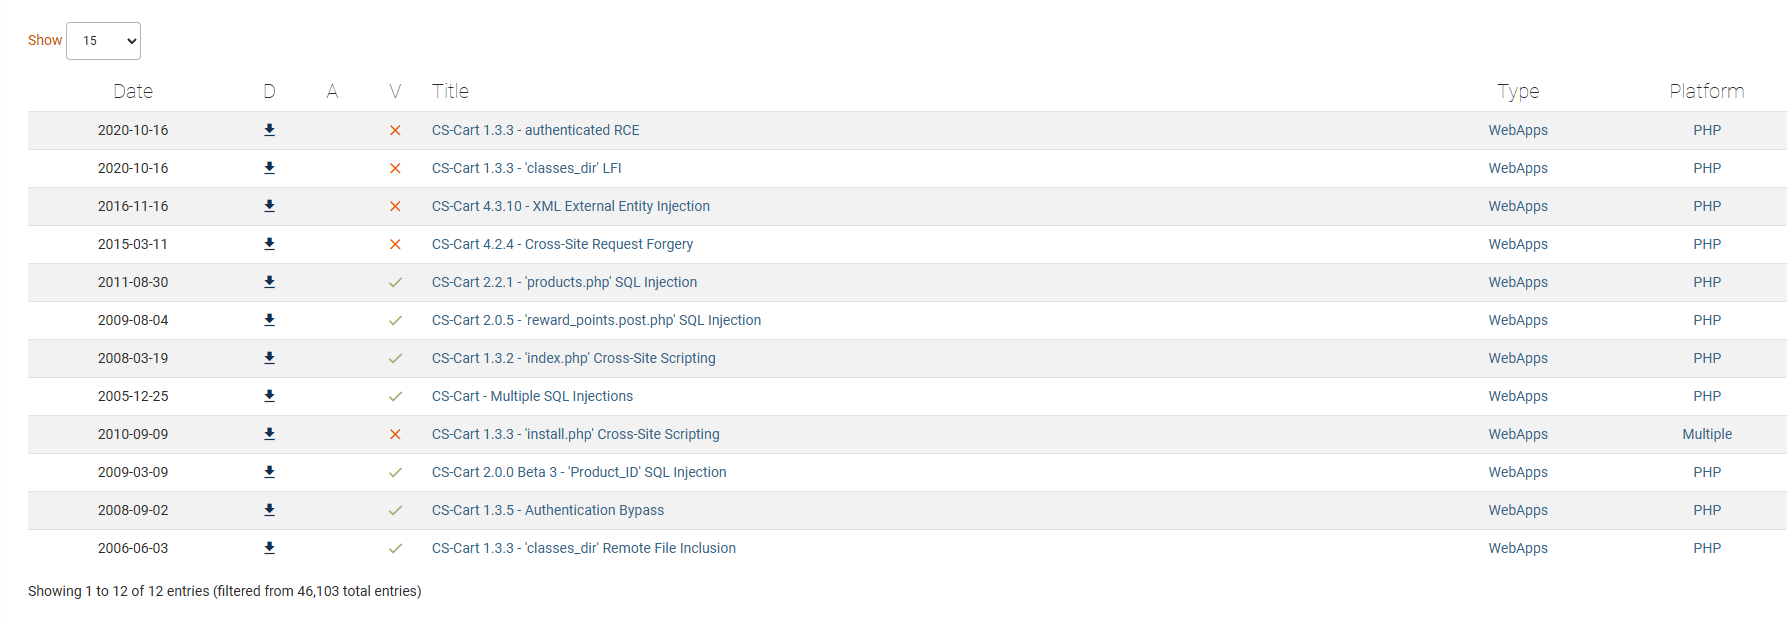 Show 15
Date D A V Title Type Platform
2020-10-16 CS-Cart 1.3.3 - authenticated RCE WebApps PHP
2020-10-16 CS-Cart 1.3.3 - 'classes_dir' LFI WebApps PHP
2016-11-16 CS-Cart 4.3.10 - XML External Entity Injection WebApps PHP
2015-03-11 CS-Cart 4.2.4 - Cross-Site Request Forgery WebApps PHP
2011-08-30 CS-Cart 2.2.1 - 'products.php' SQL Injection WebApps PHP
2009-08-04 CS-Cart 2.0.5 - 'reward_points.post.php' SQL Injection WebApps PHP
2008-03-19 CS-Cart 1.3.2 - 'index.php' Cross-Site Scripting WebApps PHP
2005-12-25 CS-Cart - Multiple SQL Injections WebApps PHP
2010-09-09 CS-Cart 1.3.3 - 'install.php' Cross-Site Scripting WebApps Multiple
2009-03-09 CS-Cart 2.0.0 Beta 3 - 'Product_ID' SQL Injection WebApps PHP
2008-09-02 CS-Cart 1.3.5 - Authentication Bypass WebApps PHP
2006-06-03 CS-Cart 1.3.3 - 'classes_dir' Remote File Inclusion WebApps PHP
Showing 1 to 12 of 12 entries (filtered from 46,103 total entries)